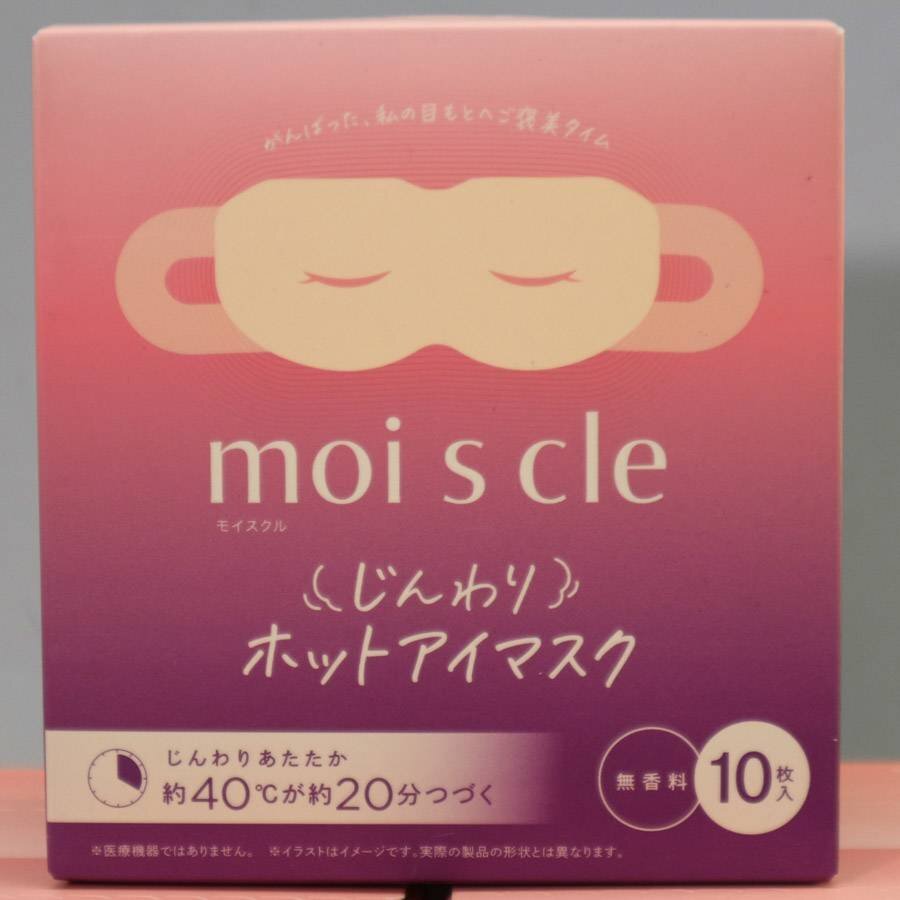 がんばった、私の目もとへご褒美タイム
moi s cle
モイスクル
じんわり
ホットアイマスク
じんわりあたたか
約40℃が約20分つづく
無香料
10枚入
※医療機器ではありません。 ※イラストはイメージです。実際の製品の形状とは異なります。